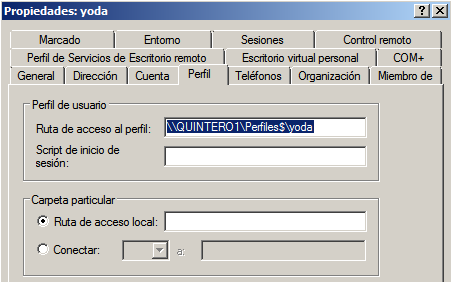 Propiedades: yoda
Marcado Entorno Sesiones Control remoto
Perfil de Servicios de Escritorio remoto Escritorio virtual personal COM+
General Dirección Cuenta Perfil Teléfonos Organización Miembro de
Perfil de usuario
Ruta de acceso al perfil: \\QUINTERO1\Perfiles$\yoda
Script de inicio de
sesión:
Carpeta particular
Ruta de acceso local:
Conectar: a: